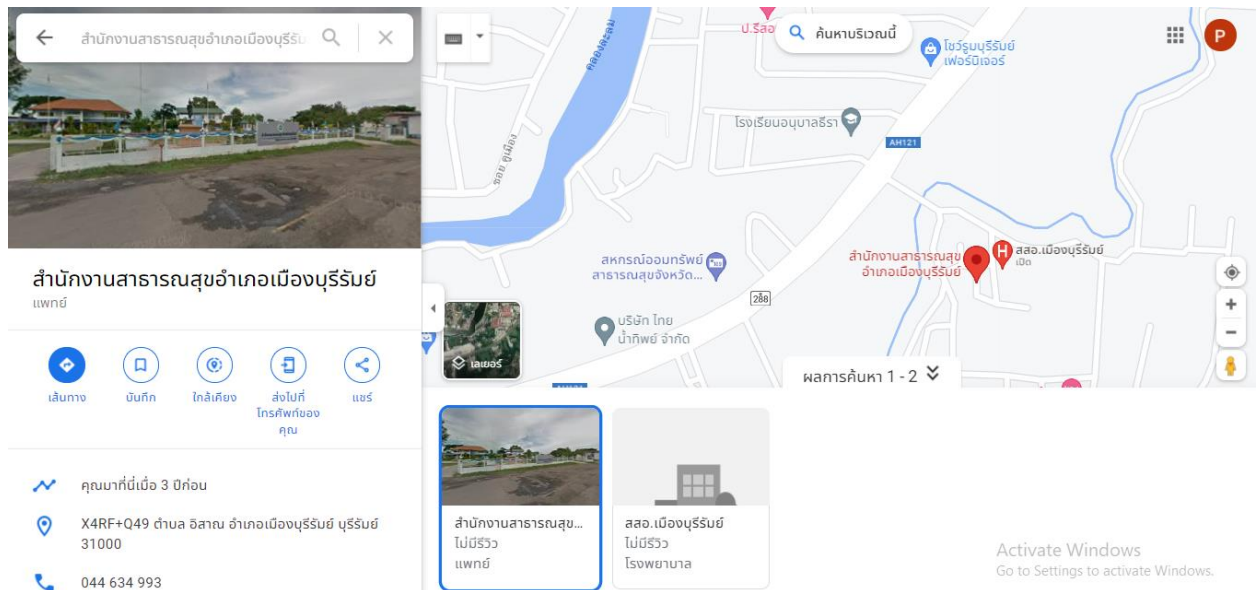 สำนักงานสาธารณสุขอำเภอเมืองบุรีรัม
สำนักงานสาธารณสุขอำเภอเมืองบุรีรัมย์
แพทย์
เส้นทาง
บันทึก
ใกล้เคียง
ส่งไปที่
โทรศัพท์ของ
คุณ
แชร์
คุณมาที่นี่เมื่อ 3 ปีก่อน
X4RF+Q49 ตำบล อิสาณ อำเภอเมืองบุรีรัมย์ บุรีรัมย์
31000
044 634 993
ป.รีสอ
ค้นหาบริเวณนี้
P
โชว์รูมบุรีรัมย์
เฟอร์นิเจอร์
คลองละลม
ซอย คูเมือง
โรงเรียนอนุบาลธีรา
AH121
สหกรณ์ออมทรัพย์
สาธารณสุขจังหวัด...
สำนักงานสาธารณสุข
อำเภอเมืองบุรีรัมย์
H
สสอ.เมืองบุรีรัมย์
เปิด
288
บริษัท ไทย
น้ำทิพย์ จำกัด
เลเยอร์
ผลการค้นหา 1 - 2
สำนักงานสาธารณสุข...
ไม่มีรีวิว
แพทย์
สสอ.เมืองบุรีรัมย์
ไม่มีรีวิว
โรงพยาบาล
Activate Windows
Go to Settings to activate Windows.